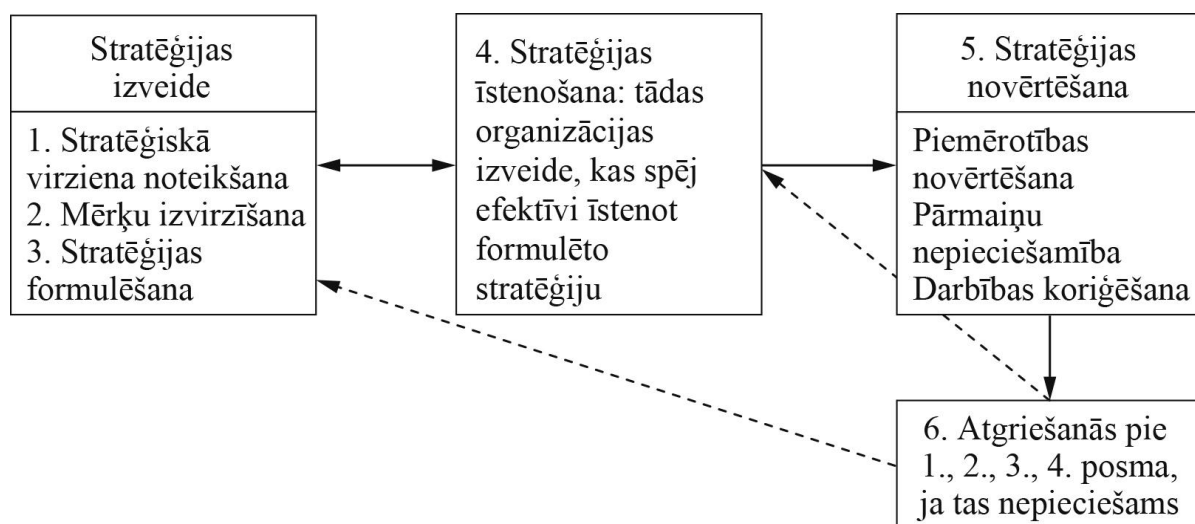 Stratēģijas
izveide
1. Stratēģiskā
virziena noteikšana
2. Mērķu izvirzīšana
3. Stratēģijas
formulēšana
4. Stratēģijas
īstenošana: tādas
organizācijas
izveide, kas spēj
efektīvi īstenot
formulēto
stratēģiju
5. Stratēģijas
novērtēšana
Piemērotības
novērtēšana
Pārmaiņu
nepieciešamība
Darbības koriģēšana
6. Atgriešanās pie
1., 2., 3., 4. posma,
ja tas nepieciešams